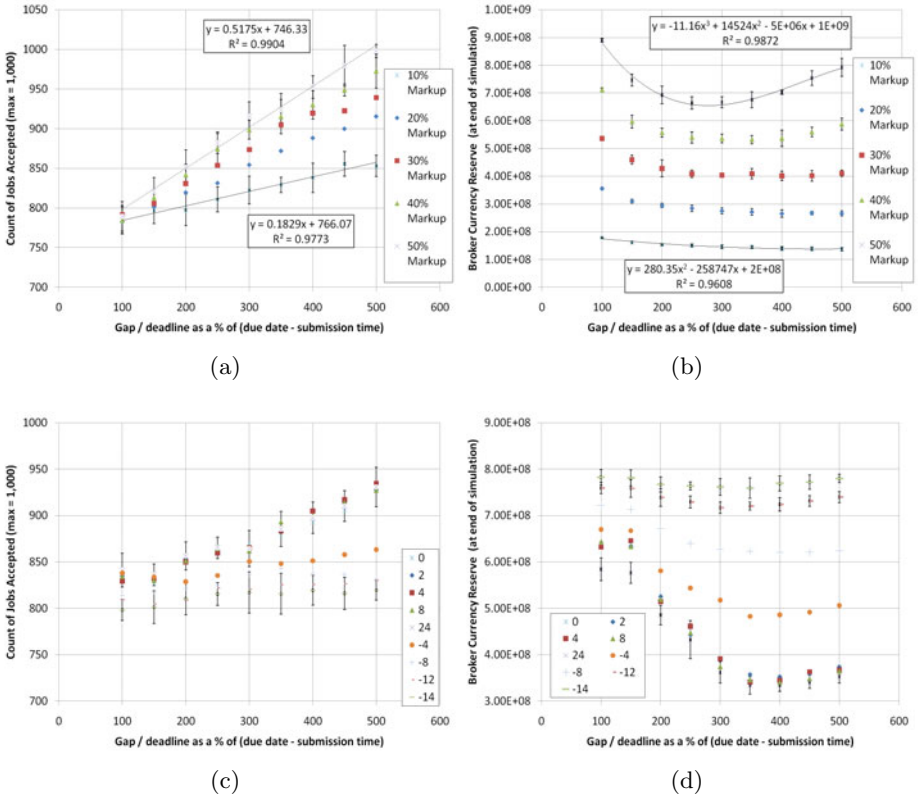 1050
1000
950
900
850
800
750
700
0
100
200
300
400
500
600
Count of Jobs Accepted (max = 1,000)
Gap / deadline as a % of (due date - submission time)
y = 0.5175x + 746.33
R² = 0.9904
y = 0.1829x + 766.07
R² = 0.9773
10% Markup
20% Markup
30% Markup
40% Markup
50% Markup
(a)
1.00E+09
9.00E+08
8.00E+08
7.00E+08
6.00E+08
5.00E+08
4.00E+08
3.00E+08
2.00E+08
1.00E+08
0.00E+00
0
100
200
300
400
500
600
Broker Currency Reserve (at end of simulation)
Gap / deadline as a % of (due date - submission time)
y = -11.16x³ + 14524x² - 5E+06x + 1E+09
R² = 0.9872
y = 280.35x² - 258747x + 2E+08
R² = 0.9608
10% Markup
20% Markup
30% Markup
40% Markup
50% Markup
(b)
1000
950
900
850
800
750
700
0
100
200
300
400
500
600
Count of Jobs Accepted (max = 1,000)
Gap / deadline as a % of (due date - submission time)
0
2
4
8
24
-4
-8
-12
-14
(c)
9.00E+08
8.00E+08
7.00E+08
6.00E+08
5.00E+08
4.00E+08
3.00E+08
0
100
200
300
400
500
600
Broker Currency Reserve (at end of simulation)
Gap / deadline as a % of (due date - submission time)
0 2
4 8
24 -4
-8 -12
-14
(d)